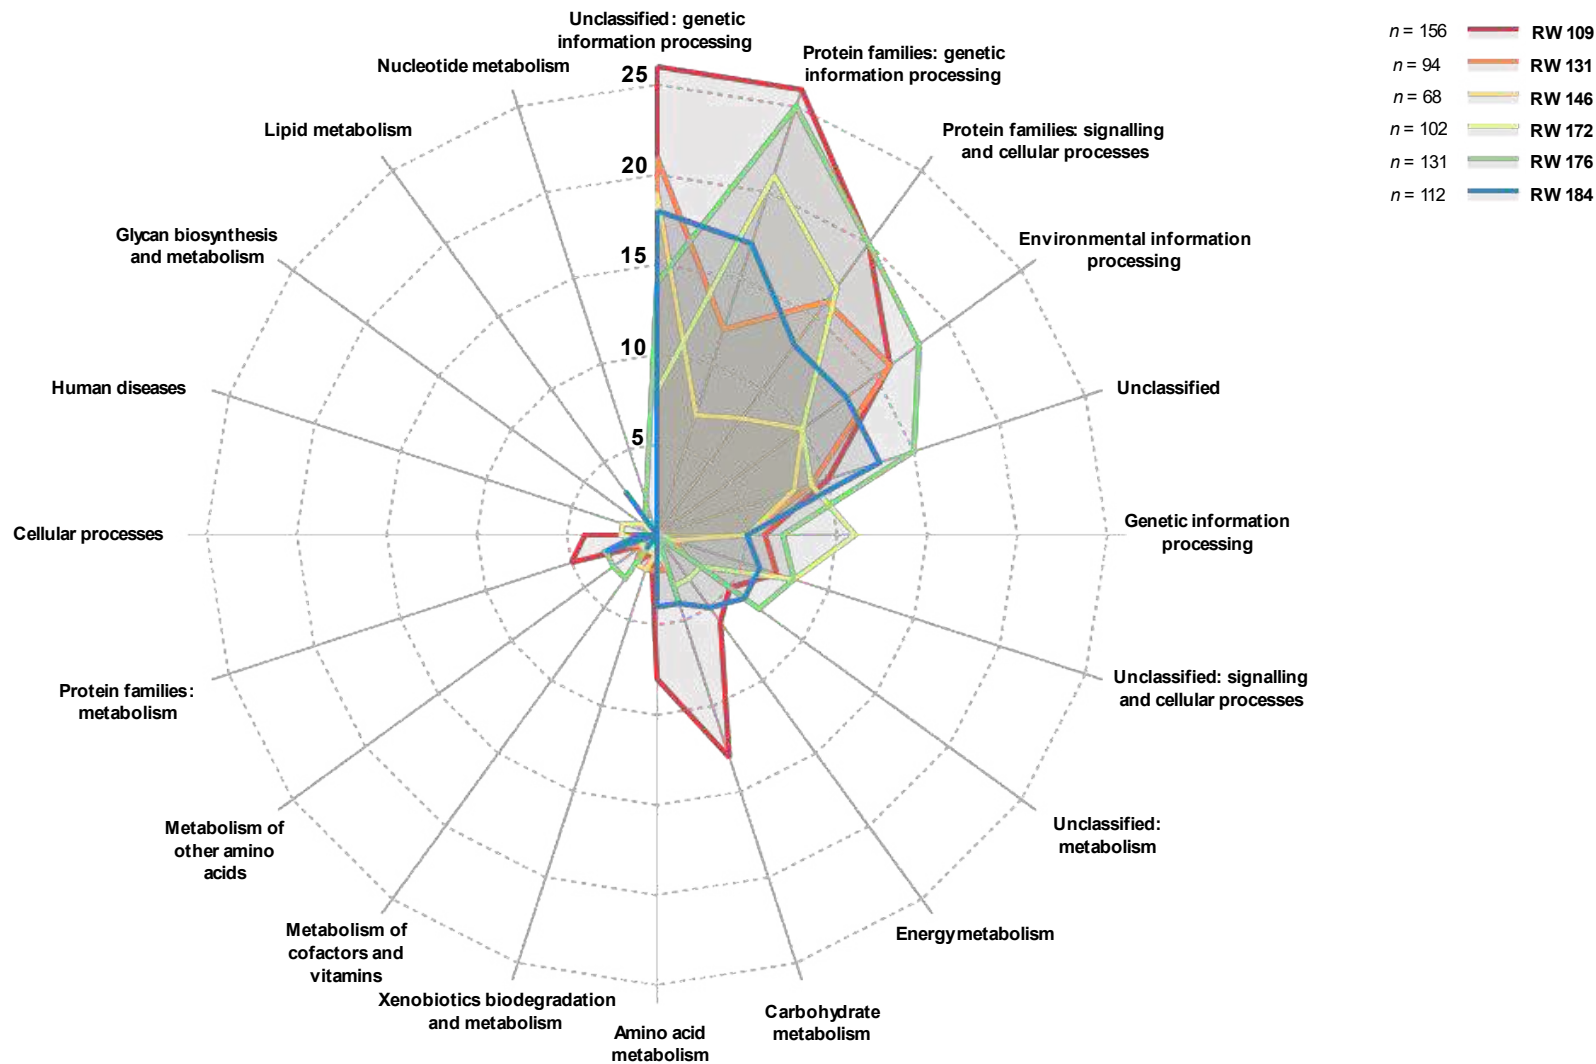 Unclassified: genetic
information processing
Protein families: genetic
information processing
Protein families: signalling
and cellular processes
Environmental information
processing
Unclassified
Genetic information
processing
Unclassified: signalling
and cellular processes
Unclassified:
metabolism
Energy metabolism
Carbohydrate
metabolism
Amino acid
metabolism
Xenobiotics biodegradation
and metabolism
Metabolism of
cofactors and
vitamins
Metabolism of
other amino
acids
Protein families:
metabolism
Cellular processes
Human diseases
Glycan biosynthesis
and metabolism
Lipid metabolism
Nucleotide metabolism
25
20
15
10
5
n = 156 RW 109
n = 94 RW 131
n = 68 RW 146
n = 102 RW 172
n = 131 RW 176
n = 112 RW 184